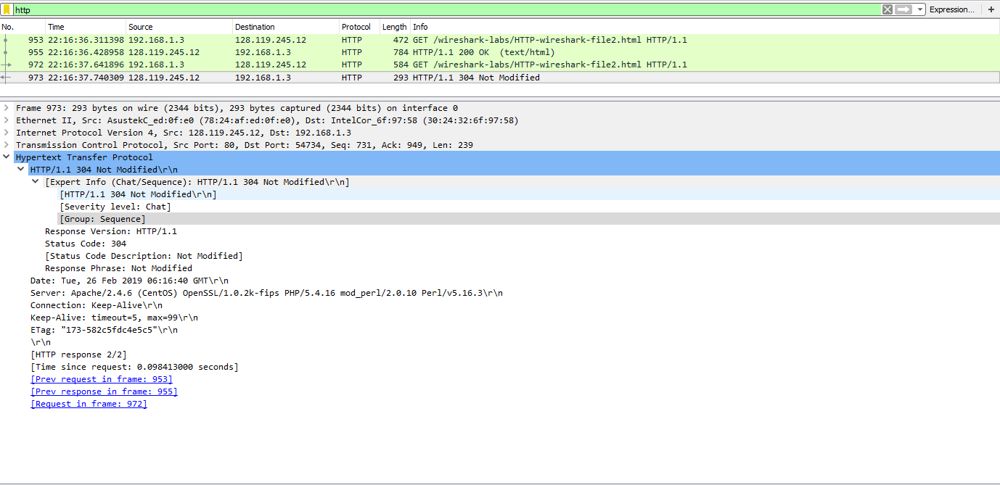 http Expression... +
No. Time Source Destination Protocol Length Info
953 22:16:36.311398 192.168.1.3 128.119.245.12 HTTP 472 GET /wireshark-labs/HTTP-wireshark-file2.html HTTP/1.1
955 22:16:36.428958 128.119.245.12 192.168.1.3 HTTP 784 HTTP/1.1 200 OK  (text/html)
972 22:16:37.641896 192.168.1.3 128.119.245.12 HTTP 584 GET /wireshark-labs/HTTP-wireshark-file2.html HTTP/1.1
973 22:16:37.740309 128.119.245.12 192.168.1.3 HTTP 293 HTTP/1.1 304 Not Modified
Frame 973: 293 bytes on wire (2344 bits), 293 bytes captured (2344 bits) on interface 0
Ethernet II, Src: AsustekC_ed:0f:e0 (78:24:af:ed:0f:e0), Dst: IntelCor_6f:97:58 (30:24:32:6f:97:58)
Internet Protocol Version 4, Src: 128.119.245.12, Dst: 192.168.1.3
Transmission Control Protocol, Src Port: 80, Dst Port: 54734, Seq: 731, Ack: 949, Len: 239
Hypertext Transfer Protocol
HTTP/1.1 304 Not Modified\r\n
[Expert Info (Chat/Sequence): HTTP/1.1 304 Not Modified\r\n]
[HTTP/1.1 304 Not Modified\r\n]
[Severity level: Chat]
[Group: Sequence]
Response Version: HTTP/1.1
Status Code: 304
[Status Code Description: Not Modified]
Response Phrase: Not Modified
Date: Tue, 26 Feb 2019 06:16:40 GMT\r\n
Server: Apache/2.4.6 (CentOS) OpenSSL/1.0.2k-fips PHP/5.4.16 mod_perl/2.0.10 Perl/v5.16.3\r\n
Connection: Keep-Alive\r\n
Keep-Alive: timeout=5, max=99\r\n
ETag: "173-582c5fdc4e5c5"\r\n
\r\n
[HTTP response 2/2]
[Time since request: 0.098413000 seconds]
[Prev request in frame: 953]
[Prev response in frame: 955]
[Request in frame: 972]